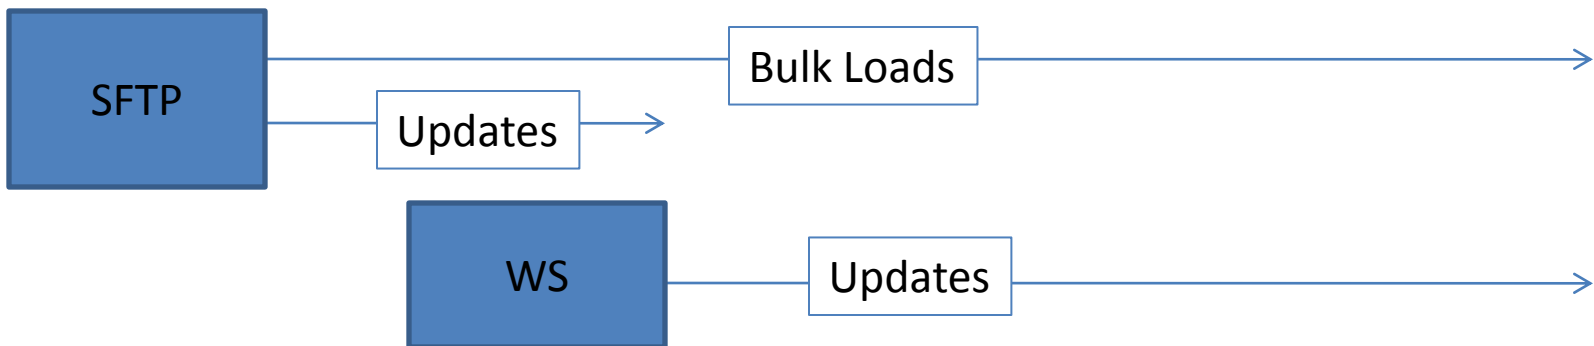 SFTP
Bulk Loads
Updates
WS
Updates